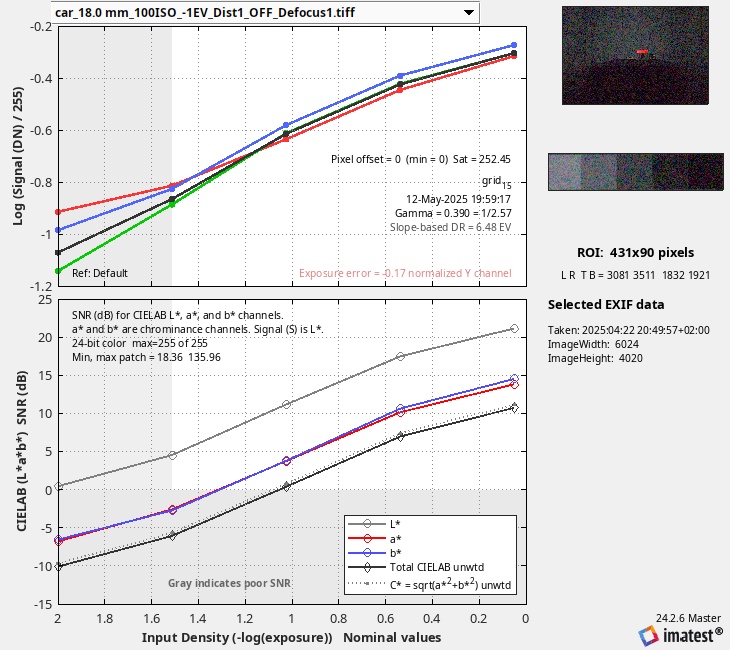 car_18.0 mm_100ISO_-1EV_Dist1_OFF_Defocus1.tiff
-0.2
-0.4
-0.6
-0.8
-1
-1.2
Log (Signal (DN) / 255)
Pixel offset = 0 (min = 0) Sat = 252.45
grid_15
12-May-2025 19:59:17
Gamma = 0.390 = 1/2.57
Slope-based DR = 6.48 EV
Ref: Default
Exposure error = -0.17 normalized Y channel
ROI: 431x90 pixels
L R T B = 3081 3511 1832 1921
Selected EXIF data
Taken: 2025:04:22 20:49:57+02:00
ImageWidth: 6024
ImageHeight: 4020
25
20
15
10
5
0
-5
-10
-15
CIELAB (L*a*b*) SNR (dB)
SNR (dB) for CIELAB L*, a*, and b* channels.
a* and b* are chrominance channels. Signal (S) is L*.
24-bit color max=255 of 255
Min, max patch = 18.36 135.96
L*
a*
b*
Total CIELAB unwtd
C* = sqrt(a*2+b*2) unwtd
Gray indicates poor SNR
2 1.8 1.6 1.4 1.2 1 0.8 0.6 0.4 0.2 0
Input Density (-log(exposure)) Nominal values
24.2.6 Master
imatest®